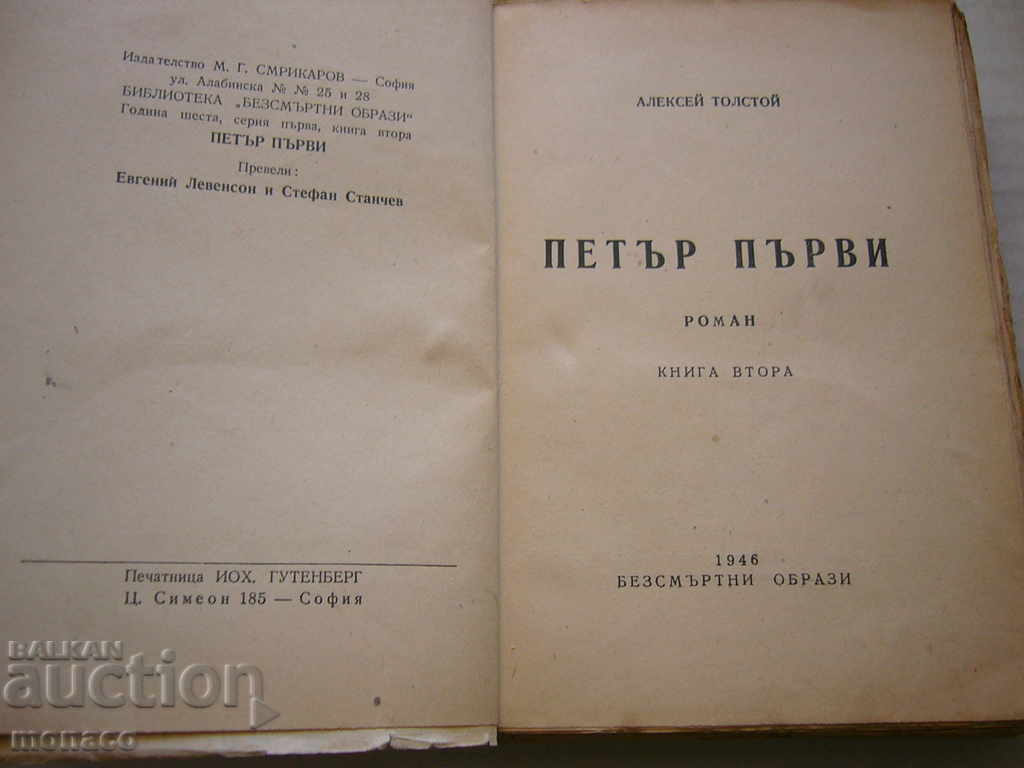 Издателство М. Г. СМРИКАРОВ — София
ул. Алабинска № № 25 и 28
БИБЛИОТЕКА „БЕЗСМЪРТНИ ОБРАЗИ“
Година шеста, серия първа, книга втора
ПЕТЪР ПЪРВИ
Превели:
Евгений Левенсон и Стефан Станчев
Печатница ИОХ. ГУТЕНБЕРГ
Ц. Симеон 185 — София
АЛЕКСЕЙ ТОЛСТОЙ
ПЕТЪР ПЪРВИ
РОМАН
КНИГА ВТОРА
1946
БЕЗСМЪРТНИ ОБРАЗИ
BALKAN
auction
monaco